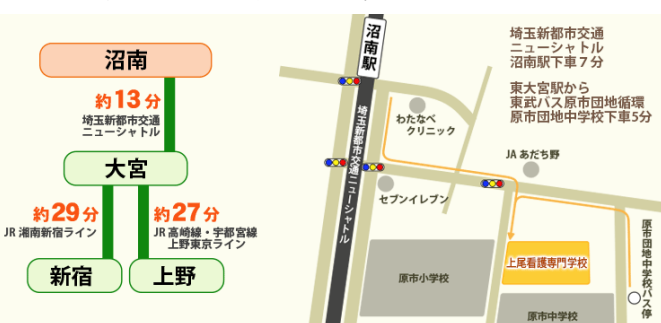 沼南
約13分
埼玉新都市交通
ニューシャトル
大宮
約29分
JR 湘南新宿ライン
約27分
JR 高崎線・宇都宮線
上野東京ライン
新宿
上野
沼南駅
埼玉新都市交通ニューシャトル
埼玉新都市交通
ニューシャトル
沼南駅下車7分
東大宮駅から
東武バス原市団地循環
原市団地中学校下車5分
わたなべ
クリニック
JA あだち野
セブンイレブン
原市小学校
上尾看護専門学校
原市中学校
原市団地中学校バス停